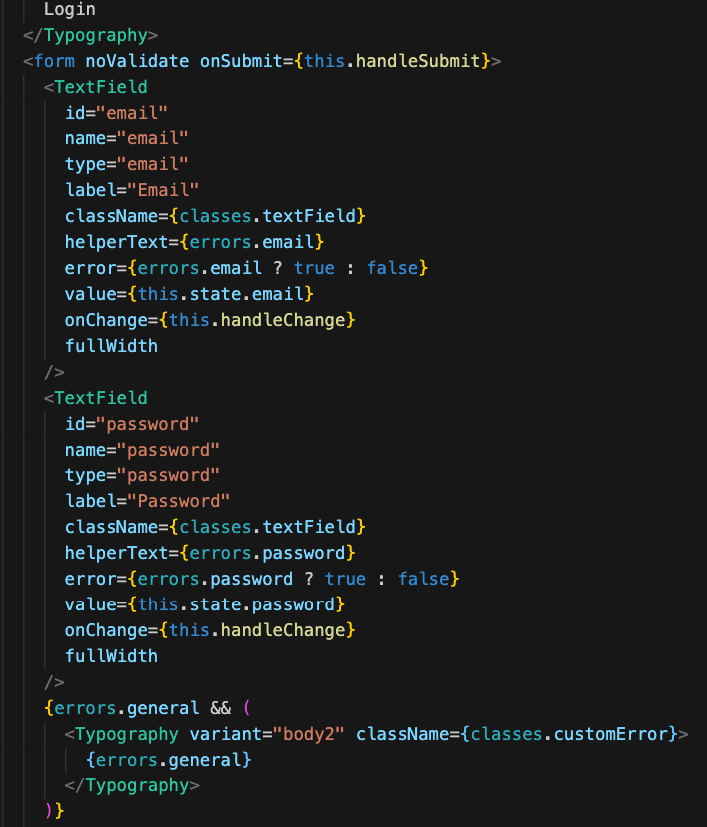 Login
</Typography>
<form noValidate onSubmit={this.handleSubmit}>
<TextField
id="email"
name="email"
type="email"
label="Email"
className={classes.textField}
helperText={errors.email}
error={errors.email ? true : false}
value={this.state.email}
onChange={this.handleChange}
fullWidth
/>
<TextField
id="password"
name="password"
type="password"
label="Password"
className={classes.textField}
helperText={errors.password}
error={errors.password ? true : false}
value={this.state.password}
onChange={this.handleChange}
fullWidth
/>
{errors.general && (
<Typography variant="body2" className={classes.customError}>
{errors.general}
</Typography>
)}